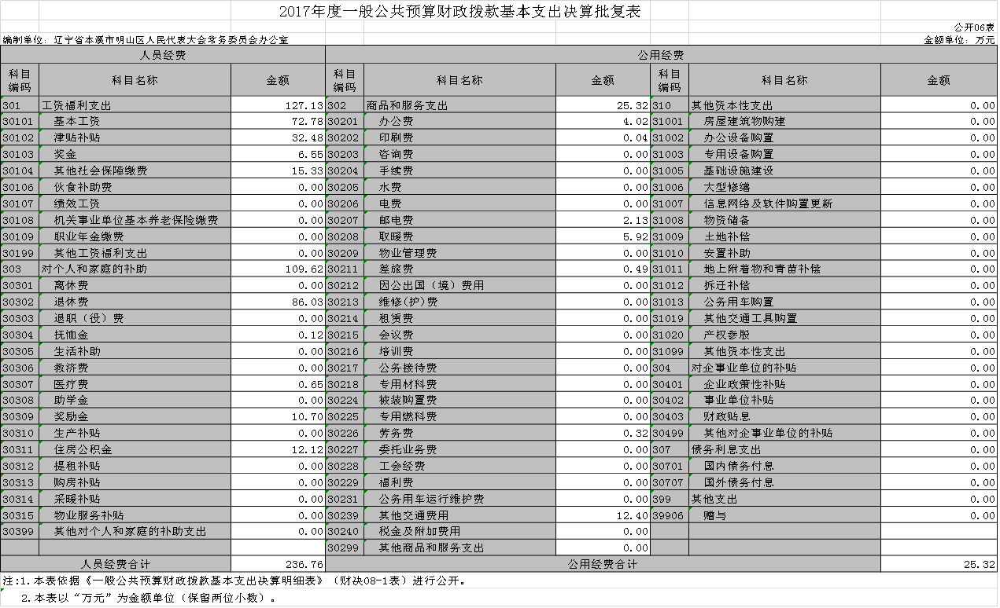 2017年度一般公共预算财政拨款基本支出决算批复表
公开06表
编制单位：辽宁省本溪市明山区人民代表大会常务委员会办公室 金额单位：万元
人员经费 公用经费
科目编码 科目名称 金额 科目编码 科目名称 金额 科目编码 科目名称 金额
301 工资福利支出 127.13 302 商品和服务支出 25.32 310 其他资本性支出 0.00
30101 基本工资 72.78 30201 办公费 4.02 31001 房屋建筑物购建 0.00
30102 津贴补贴 32.48 30202 印刷费 0.04 31002 办公设备购置 0.00
30103 奖金 6.55 30203 咨询费 0.00 31003 专用设备购置 0.00
30104 其他社会保障缴费 15.33 30204 手续费 0.00 31005 基础设施建设 0.00
30106 伙食补助费 0.00 30205 水费 0.00 31006 大型修缮 0.00
30107 绩效工资 0.00 30206 电费 0.00 31007 信息网络及软件购置更新 0.00
30108 机关事业单位基本养老保险缴费 0.00 30207 邮电费 2.13 31008 物资储备 0.00
30109 职业年金缴费 0.00 30208 取暖费 5.92 31009 土地补偿 0.00
30199 其他工资福利支出 0.00 30209 物业管理费 0.00 31010 安置补助 0.00
303 对个人和家庭的补助 109.62 30211 差旅费 0.49 31011 地上附着物和青苗补偿 0.00
30301 离休费 0.00 30212 因公出国（境）费用 0.00 31012 拆迁补偿 0.00
30302 退休费 86.03 30213 维修(护)费 0.00 31013 公务用车购置 0.00
30303 退职（役）费 0.00 30214 租赁费 0.00 31019 其他交通工具购置 0.00
30304 抚恤金 0.12 30215 会议费 0.00 31020 产权参股 0.00
30305 生活补助 0.00 30216 培训费 0.00 31099 其他资本性支出 0.00
30306 救济费 0.00 30217 公务接待费 0.00 304 对企事业单位的补贴 0.00
30307 医疗费 0.65 30218 专用材料费 0.00 30401 企业政策性补贴 0.00
30308 助学金 0.00 30224 被装购置费 0.00 30402 事业单位补贴 0.00
30309 奖励金 10.70 30225 专用燃料费 0.00 30403 财政贴息 0.00
30310 生产补贴 0.00 30226 劳务费 0.32 30499 其他对企事业单位的补贴 0.00
30311 住房公积金 12.12 30227 委托业务费 0.00 307 债务利息支出 0.00
30312 提租补贴 0.00 30228 工会经费 0.00 30701 国内债务付息 0.00
30313 购房补贴 0.00 30229 福利费 0.00 30707 国外债务付息 0.00
30314 采暖补贴 0.00 30231 公务用车运行维护费 0.00 399 其他支出 0.00
30315 物业服务补贴 0.00 30239 其他交通费用 12.40 39906 赠与 0.00
30399 其他对个人和家庭的补助支出 0.00 30240 税金及附加费用 0.00
30299 其他商品和服务支出 0.00
人员经费合计 236.76 公用经费合计 25.32
注:1.本表依据《一般公共预算财政拨款基本支出决算明细表》（财决08-1表）进行公开。
2.本表以“万元”为金额单位（保留两位小数）。